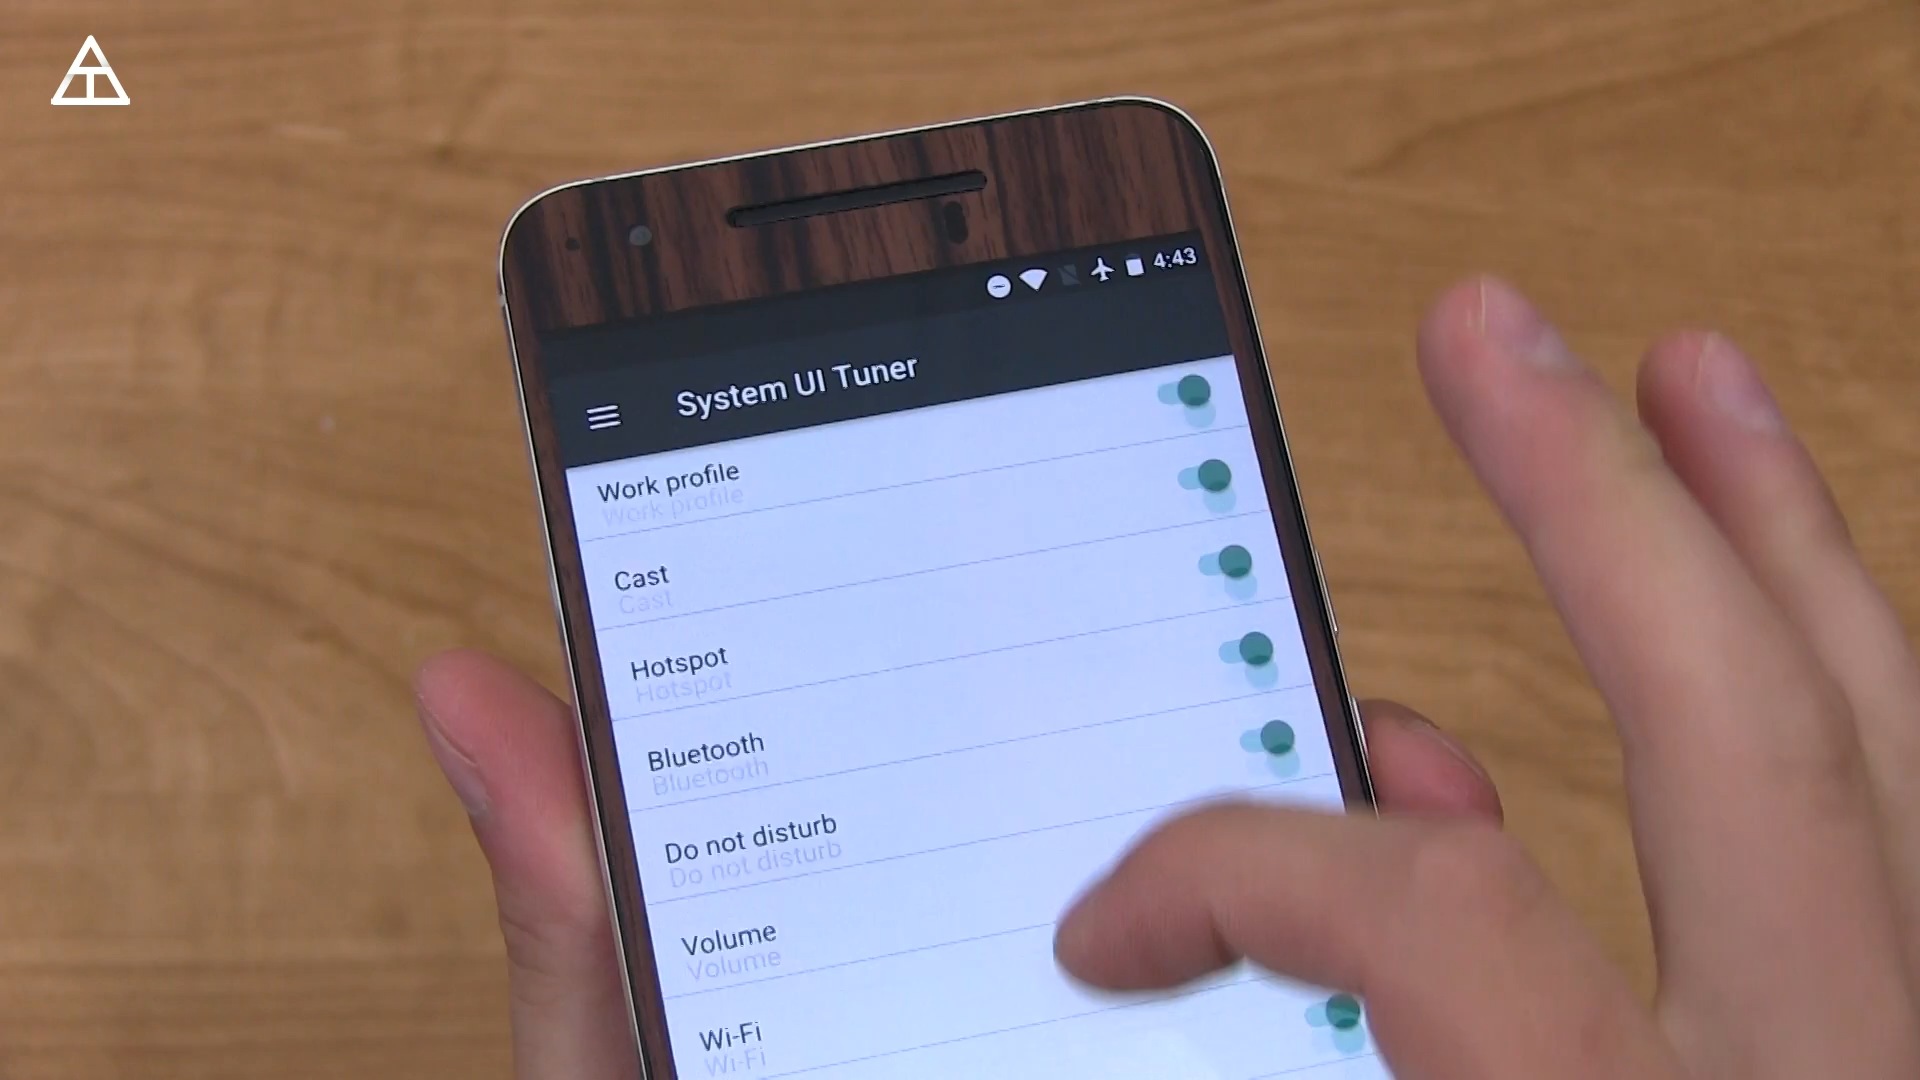 4:43
System UI Tuner
Work profile
Work profile
Cast
Cast
Hotspot
Hotspot
Bluetooth
Bluetooth
Do not disturb
Do not disturb
Volume
Volume
Wi-Fi
Wi-Fi